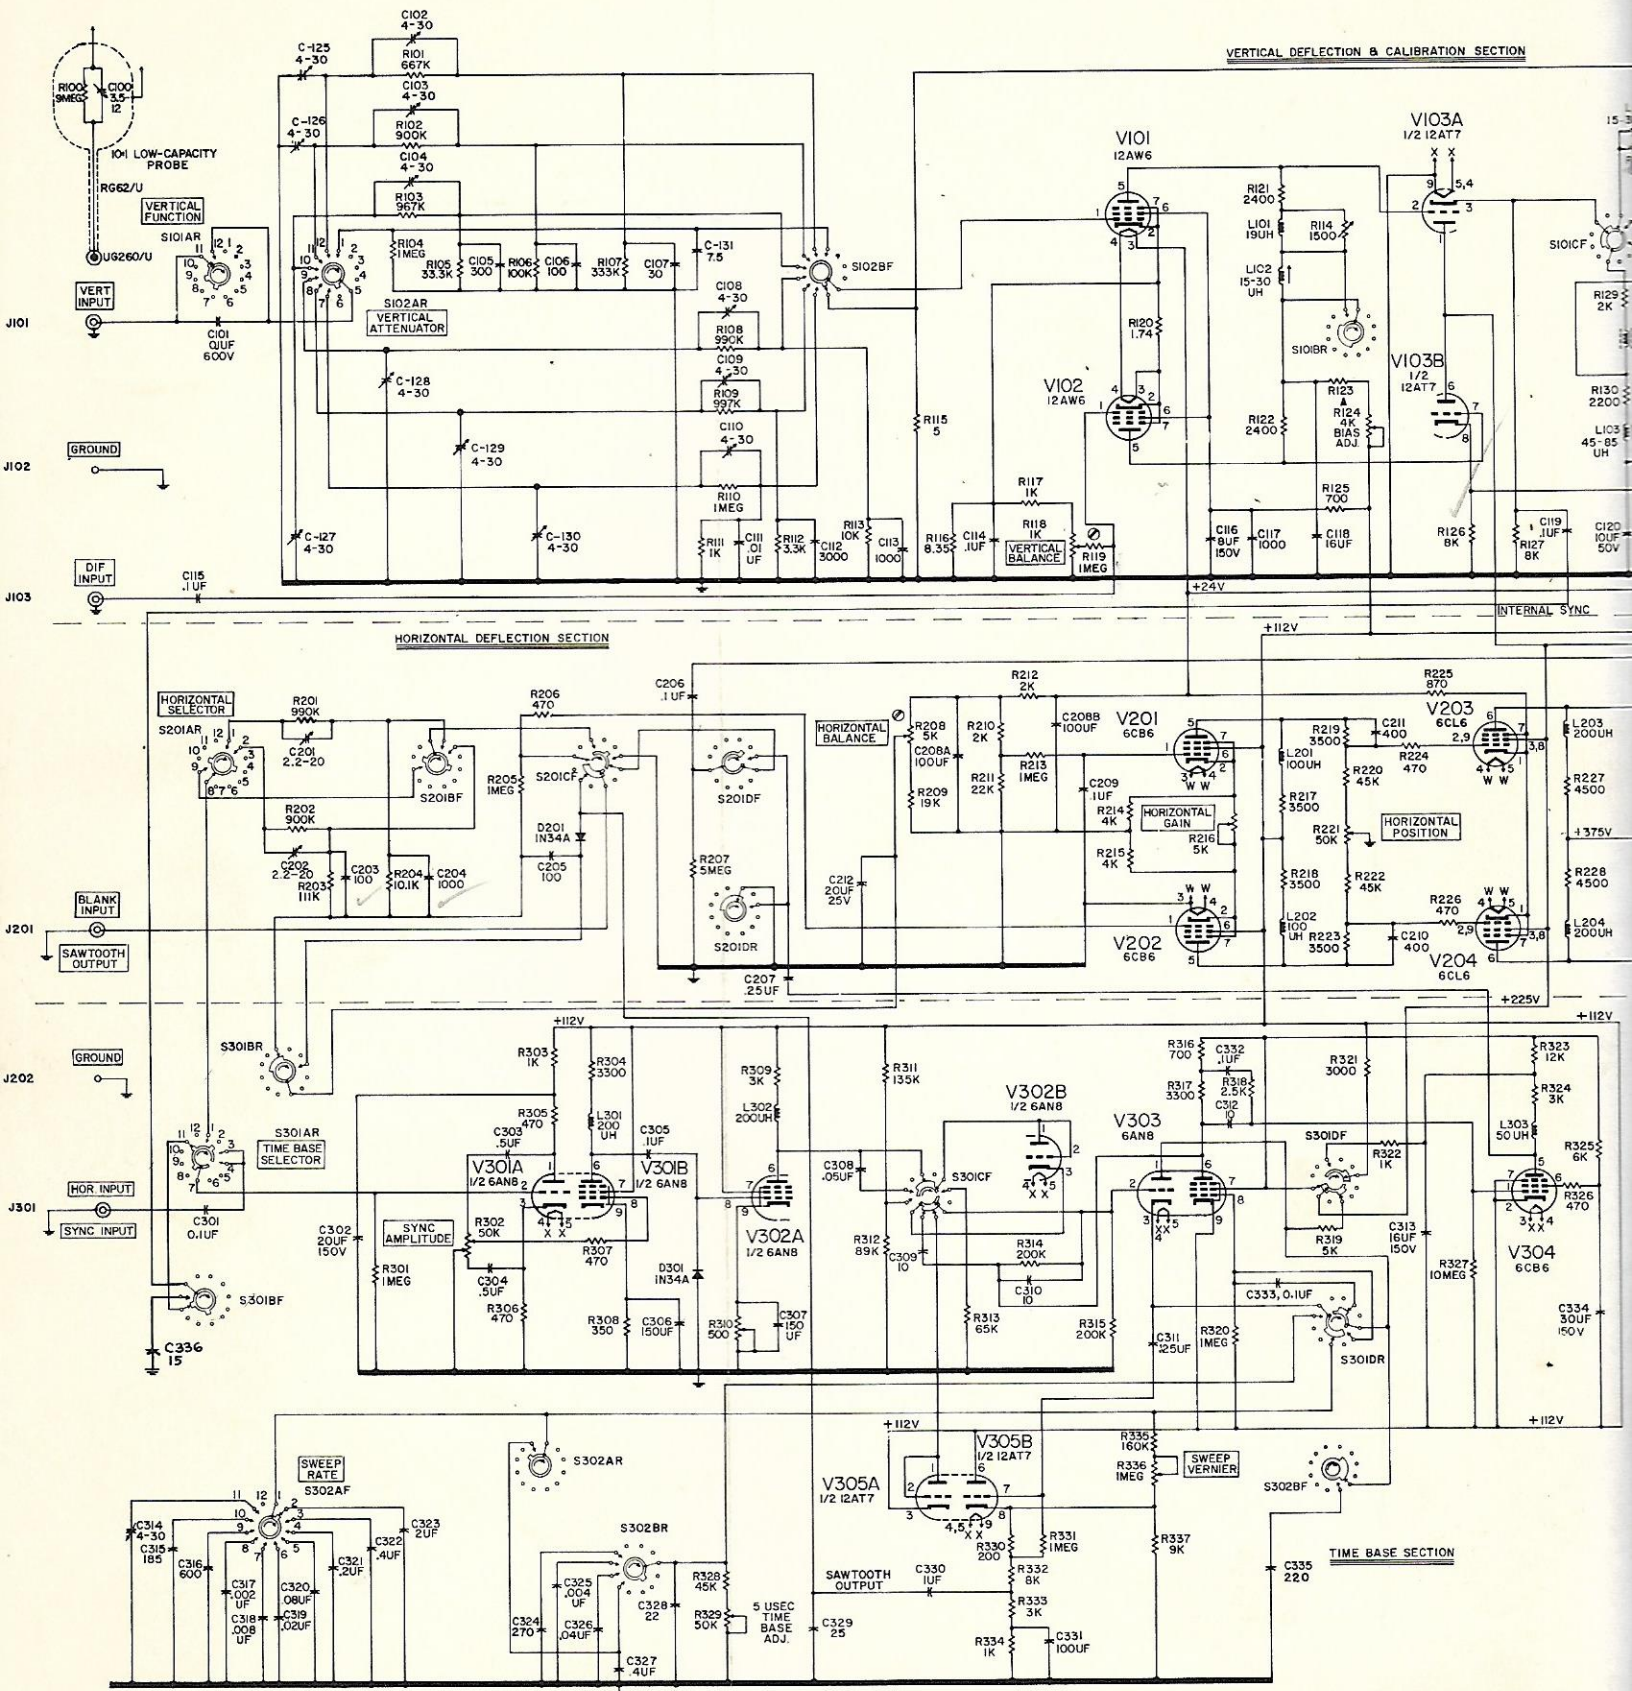 VERTICAL DEFLECTION & CALIBRATION SECTION
C102
4-30
C-125
4-30
R101
667K
C103
4-30
R100
9MEG
C100
3.5-
12
C-126
4-30
R102
900K
C104
4-30
10:1 LOW-CAPACITY
PROBE
RG62/U
R103
967K
VERTICAL
FUNCTION
S101AR
UG260/U
VERT
INPUT
J101
C101
0.1UF
600V
S102AR
VERTICAL
ATTENUATOR
R104
1MEG
R105
33.3K
C105
300
R106
100K
C106
100
R107
333K
C107
30
C-131
7.5
S102BF
C108
4-30
R108
990K
C109
4-30
R109
997K
C110
4-30
R110
1MEG
C-128
4-30
C-129
4-30
C-127
4-30
C-130
4-30
R111
1K
C111
.01
UF
R112
3.3K
C112
3000
R113
10K
C113
1000
R115
5
V101
12AW6
V102
12AW6
R120
1.74
R121
2400
L101
19UH
R114
1500
L102
15-30
UH
S101BR
V103A
1/2 12AT7
V103B
1/2
12AT7
S101CF
R129
2K
R130
2200
L103
45-85
UH
R122
2400
R123
R124
4K
BIAS
ADJ.
R125
700
R116
8.35
C114
.1UF
R117
1K
R118
1K
VERTICAL
BALANCE
R119
1MEG
C116
8UF
150V
C117
1000
C118
16UF
R126
8K
R127
8K
C119
.1UF
C120
10UF
50V
J102
GROUND
J103
DIF
INPUT
C115
.1UF
+24V
INTERNAL SYNC
+112V
HORIZONTAL DEFLECTION SECTION
HORIZONTAL
SELECTOR
S201AR
R201
990K
C201
2.2-20
R202
900K
C202
2.2-20
R203
111K
C203
100
R204
10.1K
C204
1000
S201BF
R206
470
R205
1MEG
S201CF
D201
1N34A
C205
100
C206
.1UF
S201DF
R207
5MEG
S201DR
C207
.25UF
HORIZONTAL
BALANCE
R208
5K
C208A
100UF
R209
19K
R210
2K
R211
22K
R212
2K
C208B
100UF
R213
1MEG
C209
.1UF
C212
20UF
25V
V201
6CB6
V202
6CB6
R214
4K
R215
4K
HORIZONTAL
GAIN
R216
5K
L201
100UH
R217
3500
R218
3500
L202
100
UH
R219
3500
R220
45K
R221
50K
R222
45K
R223
3500
C211
400
R224
470
HORIZONTAL
POSITION
R225
870
V203
6CL6
R226
470
C210
400
V204
6CL6
L203
200UH
R227
4500
+375V
R228
4500
L204
200UH
+225V
J201
BLANK
INPUT
SAWTOOTH
OUTPUT
J202
GROUND
S301BR
S301AR
TIME BASE
SELECTOR
J301
HOR. INPUT
SYNC INPUT
C301
0.1UF
S301BF
C336
15
+112V
R303
1K
R304
3300
R305
470
C303
.5UF
L301
200
UH
C305
.1UF
V301A
1/2 6AN8
V301B
1/2 6AN8
C302
20UF
150V
SYNC
AMPLITUDE
R302
50K
R301
1MEG
C304
.5UF
R306
470
R307
470
R308
350
C306
150UF
D301
1N34A
R309
3K
L302
200UH
V302A
1/2 6AN8
R310
500
C307
150
UF
R311
135K
C308
.05UF
R312
89K
S301CF
V302B
1/2 6AN8
C309
10
R314
200K
C310
10
R313
65K
R315
200K
V303
6AN8
R316
700
C332
.1UF
R317
3300
R318
2.5K
C312
10
R321
3000
S301DF
R322
1K
R319
5K
C333, 0.1UF
C311
.25UF
R320
1MEG
S301DR
C313
16UF
150V
R327
10MEG
+112V
R323
12K
R324
3K
L303
50UH
R325
6K
R326
470
V304
6CB6
C334
30UF
150V
+112V
+112V
V305A
1/2 12AT7
V305B
1/2 12AT7
R335
160K
R336
1MEG
SWEEP
VERNIER
R337
9K
R330
200
R331
1MEG
R332
8K
R333
3K
R334
1K
C331
100UF
SAWTOOTH
OUTPUT
C330
1UF
C329
25
S302BF
C335
220
TIME BASE SECTION
SWEEP
RATE
S302AF
S302AR
S302BR
C314
4-30
C315
185
C316
600
C317
.002
UF
C318
.008
UF
C319
.02UF
C320
.08UF
C321
.2UF
C322
.4UF
C323
2UF
C324
270
C325
.004
UF
C326
.04UF
C327
.4UF
C328
22
R328
45K
R329
50K
5 USEC
TIME
BASE
ADJ.